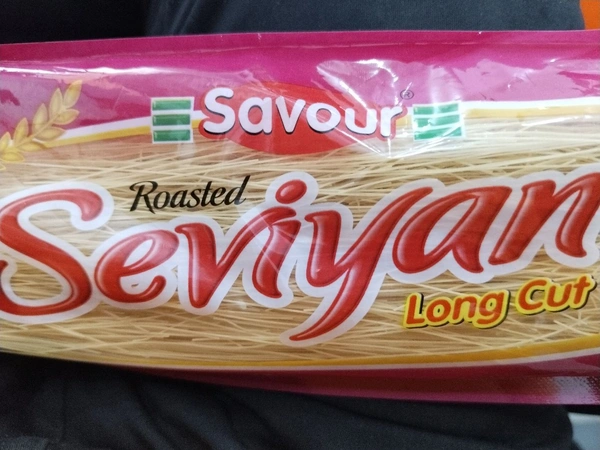 Savour®
Roasted
Seviyan
Long Cut